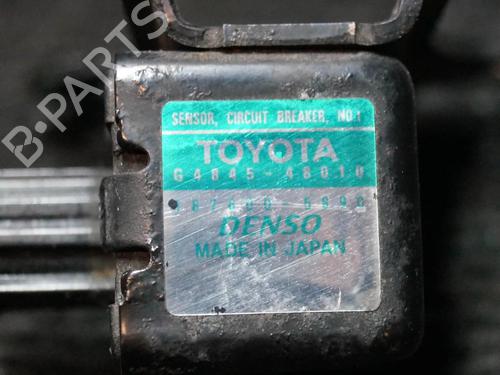 SENSOR, CIRCUIT BREAKER, NO.1
TOYOTA
G4845-48010
DENSO
MADE IN JAPAN
B-PARTS